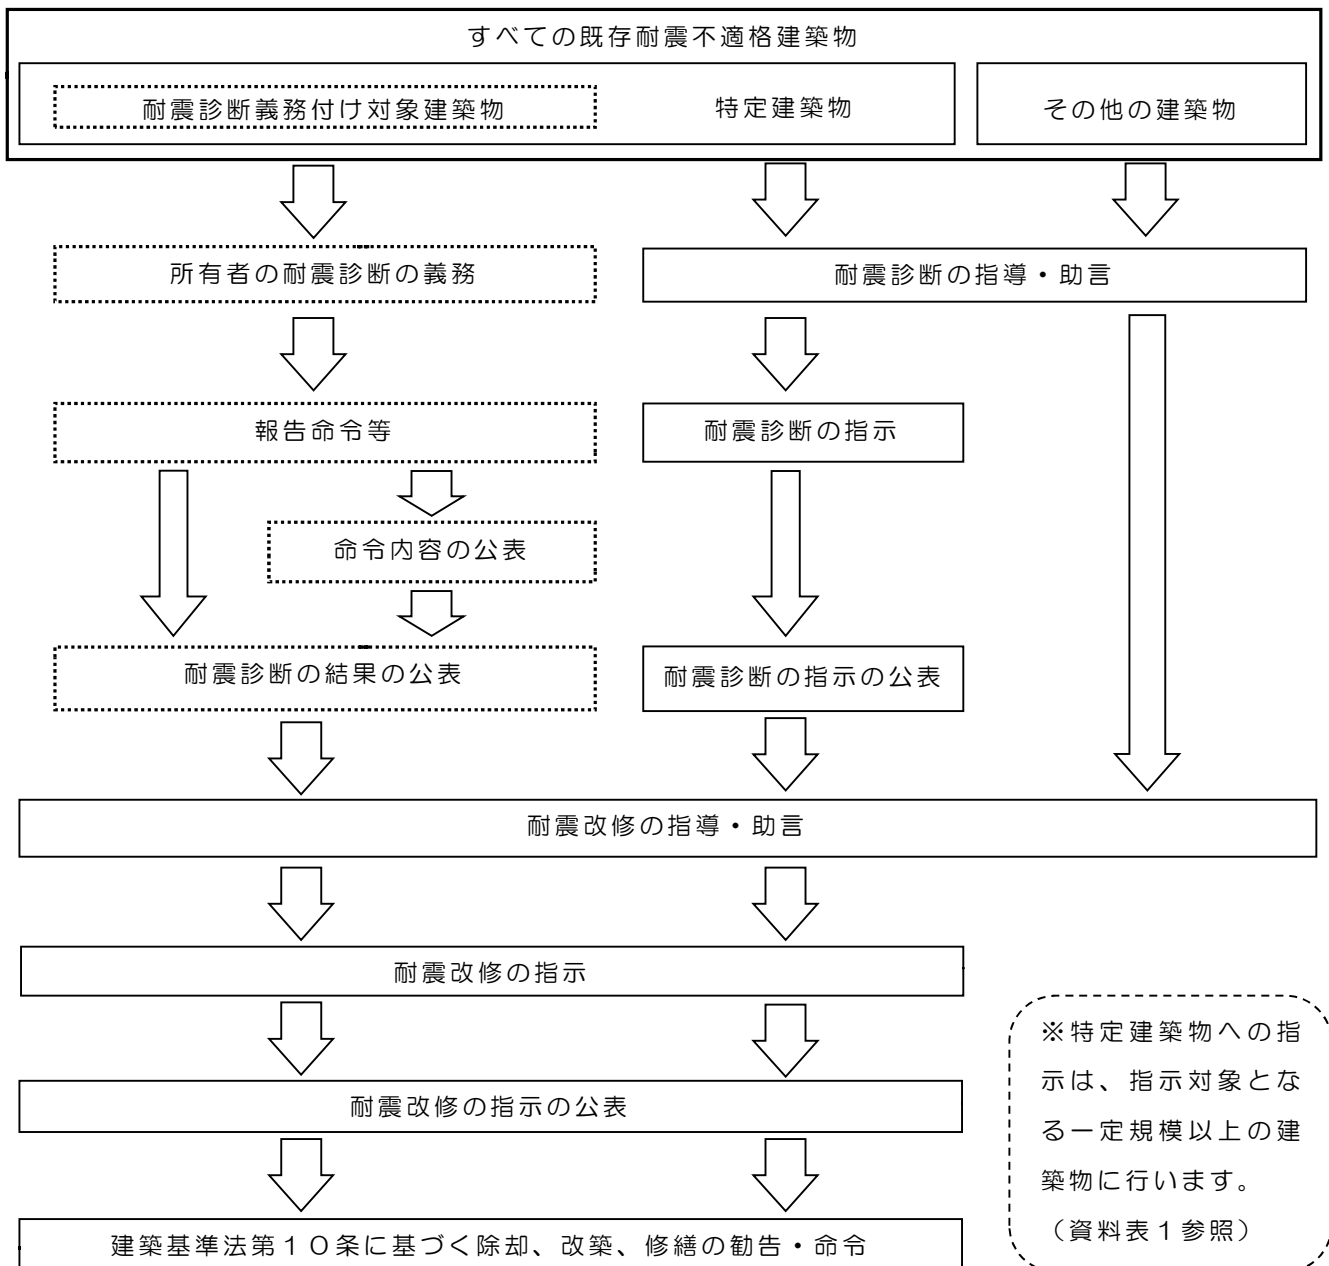 すべての既存耐震不適格建築物
耐震診断義務付け対象建築物
特定建築物
その他の建築物
所有者の耐震診断の義務
耐震診断の指導・助言
報告命令等
耐震診断の指示
命令内容の公表
耐震診断の結果の公表
耐震診断の指示の公表
耐震改修の指導・助言
耐震改修の指示
耐震改修の指示の公表
建築基準法第１０条に基づく除却、改築、修繕の勧告・命令
※特定建築物への指
示は、指示対象とな
る一定規模以上の建
築物に行います。
（資料表１参照）